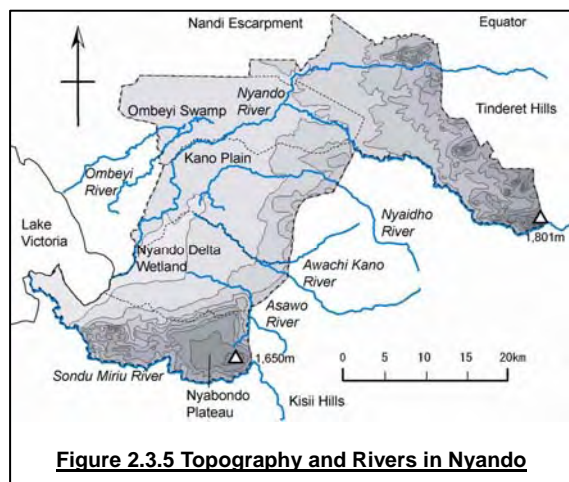 Nandi Escarpment
Equator
Nyando
River
Ombeyi Swamp
Tinderet Hills
Kano Plain
Ombeyi
River
Lake
Victoria
Nyaidho
River
1,801m
Nyando Delta
Wetland
Awachi Kano
River
Asawo
River
1,650m
0 5 10 20km
Sondu Miriu River
Nyabondo
Plateau
Kisii Hills
Figure 2.3.5 Topography and Rivers in Nyando